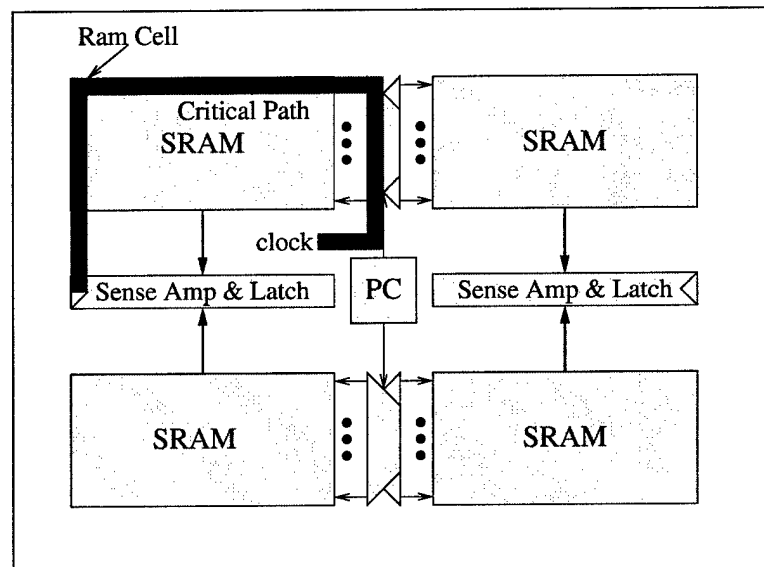 Ram Cell
Critical Path
SRAM
SRAM
clock
PC
Sense Amp & Latch
Sense Amp & Latch
SRAM
SRAM